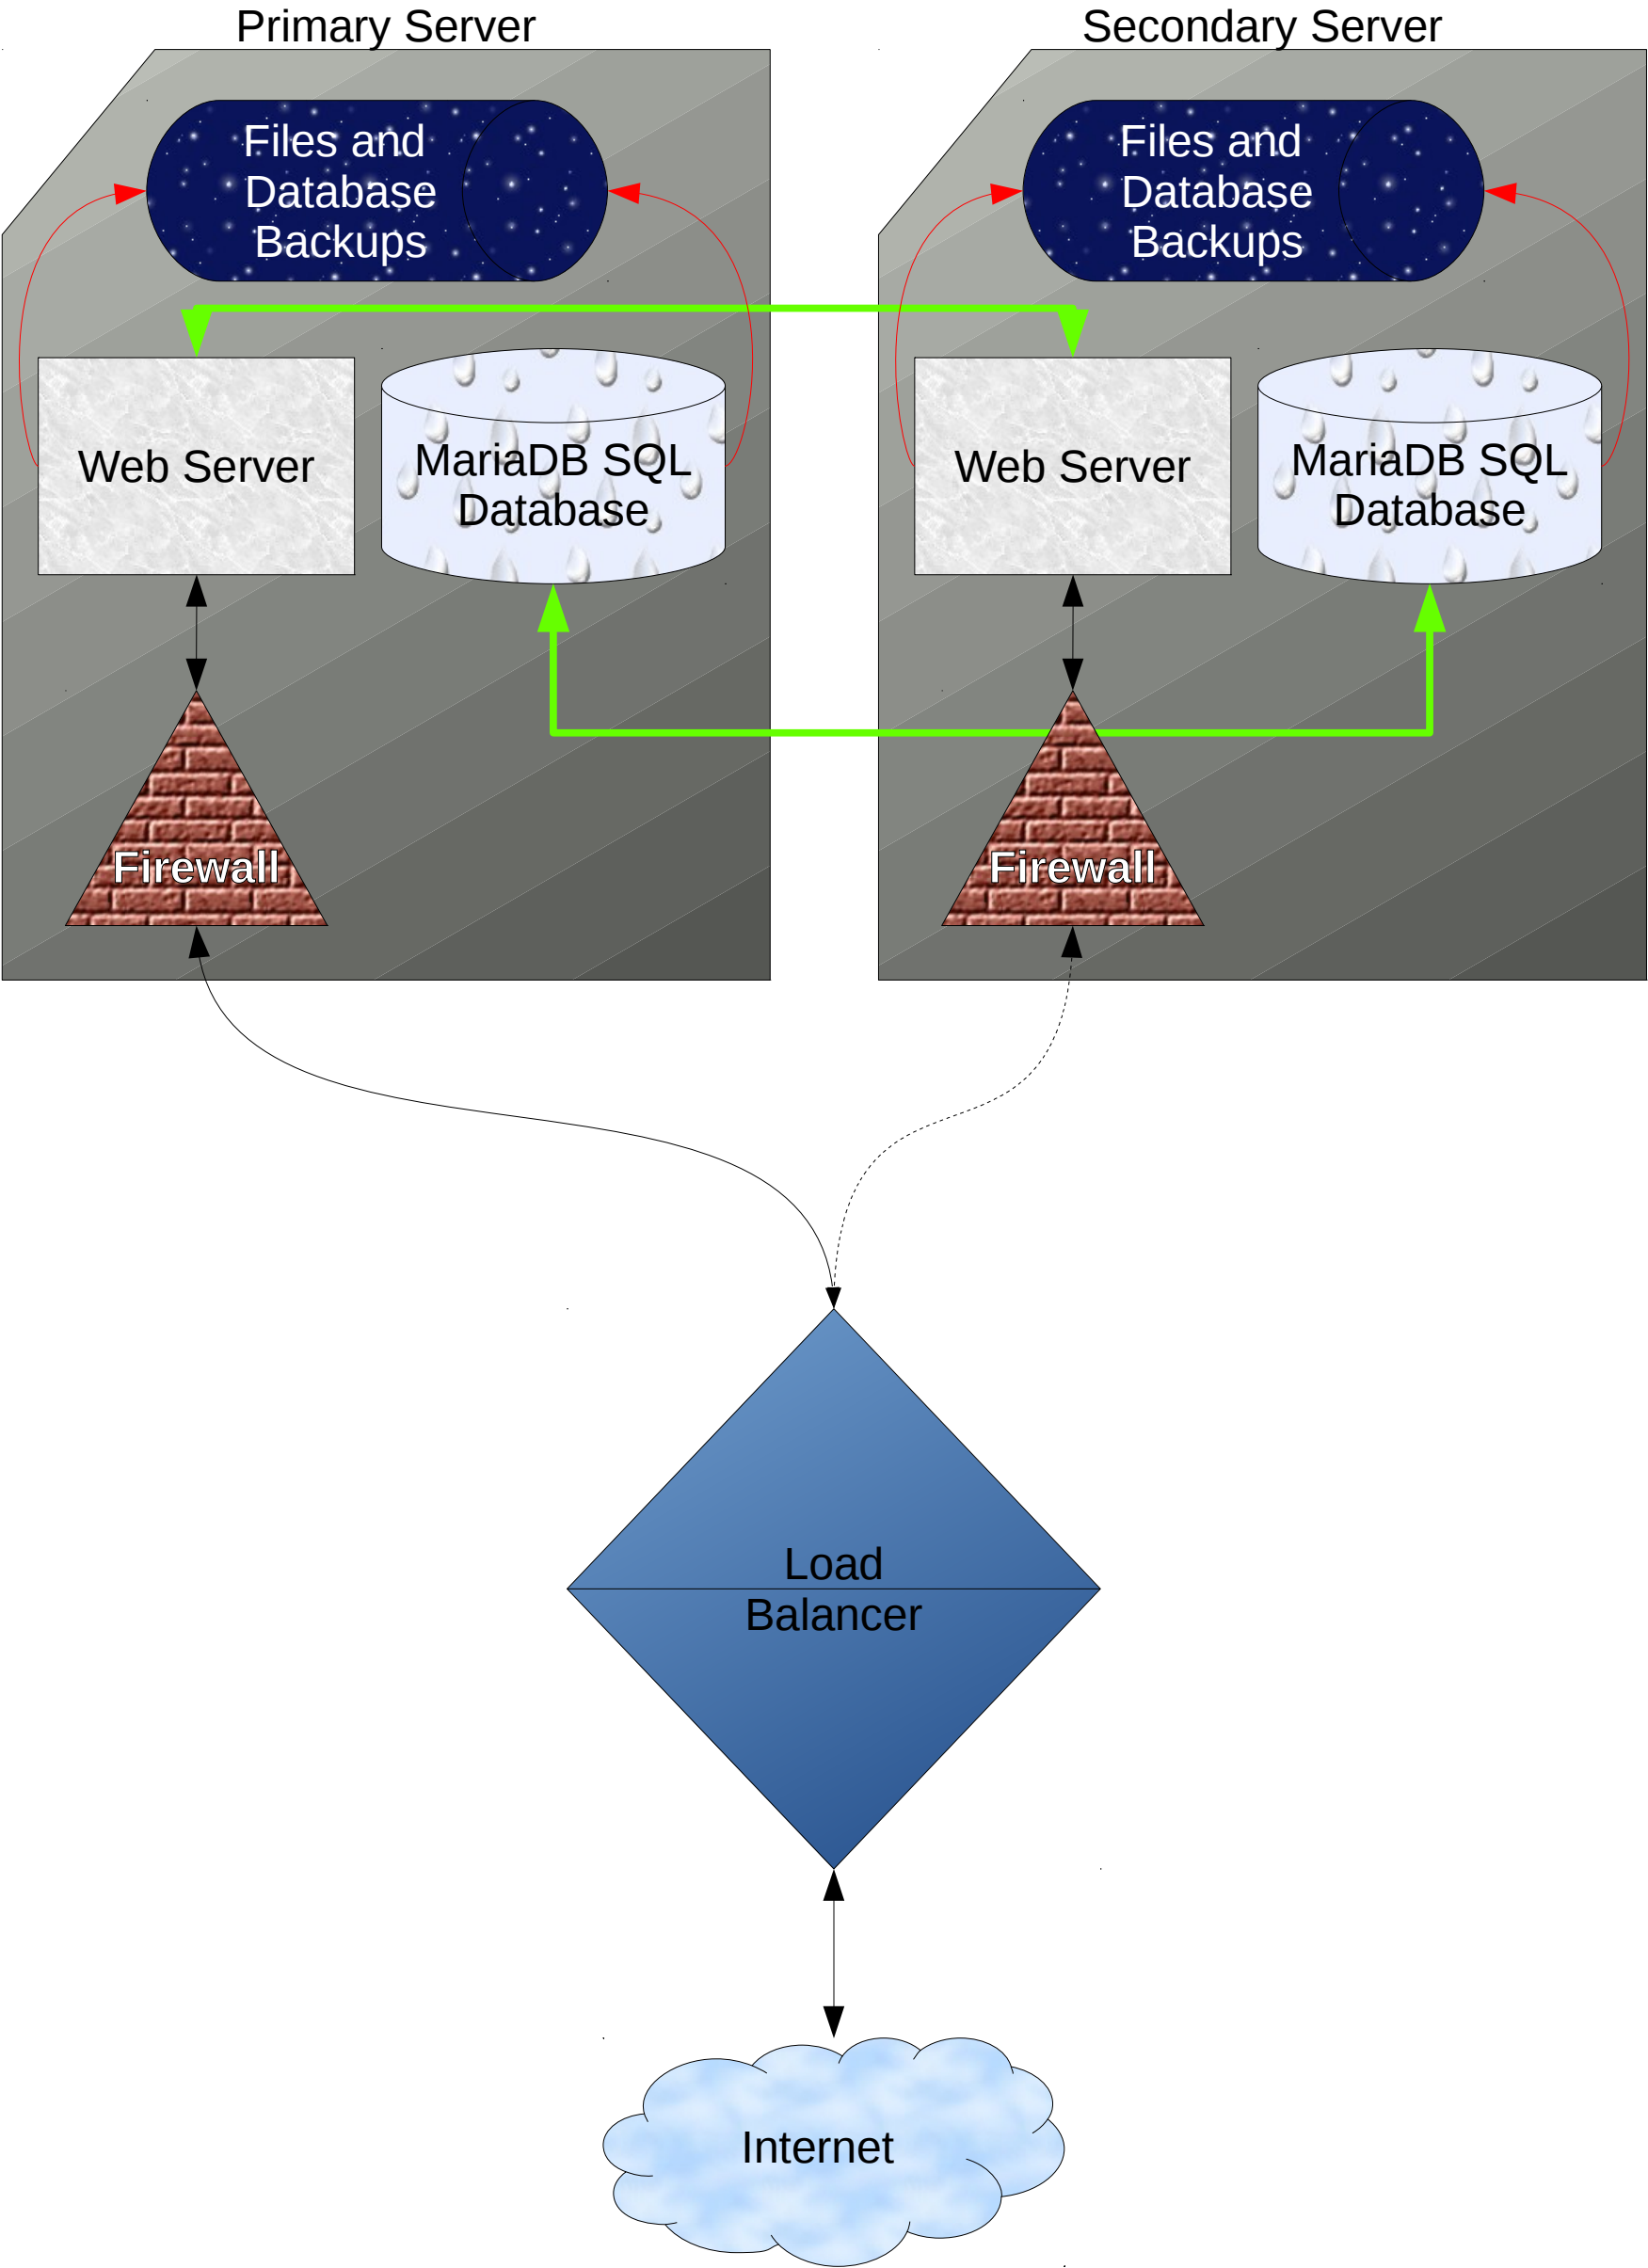 Primary Server
Secondary Server
Files and
Database
Backups
Files and
Database
Backups
Web Server
MariaDB SQL
Database
Web Server
MariaDB SQL
Database
Firewall
Firewall
Load
Balancer
Internet